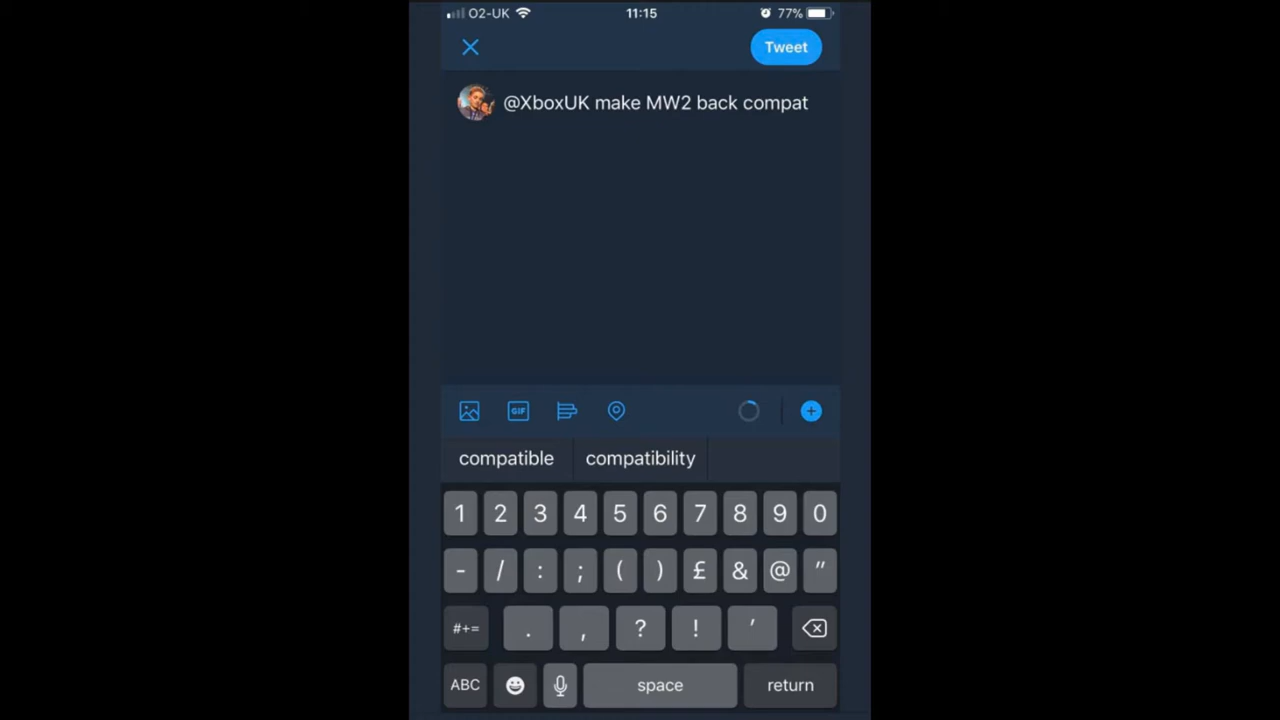 O2-UK 11:15 77%
Tweet
@XboxUK make MW2 back compat
GIF
compatible compatibility
1 2 3 4 5 6 7 8 9 0
- / : ; ( ) £ & @ "
#+= . , ? ! '
ABC space return